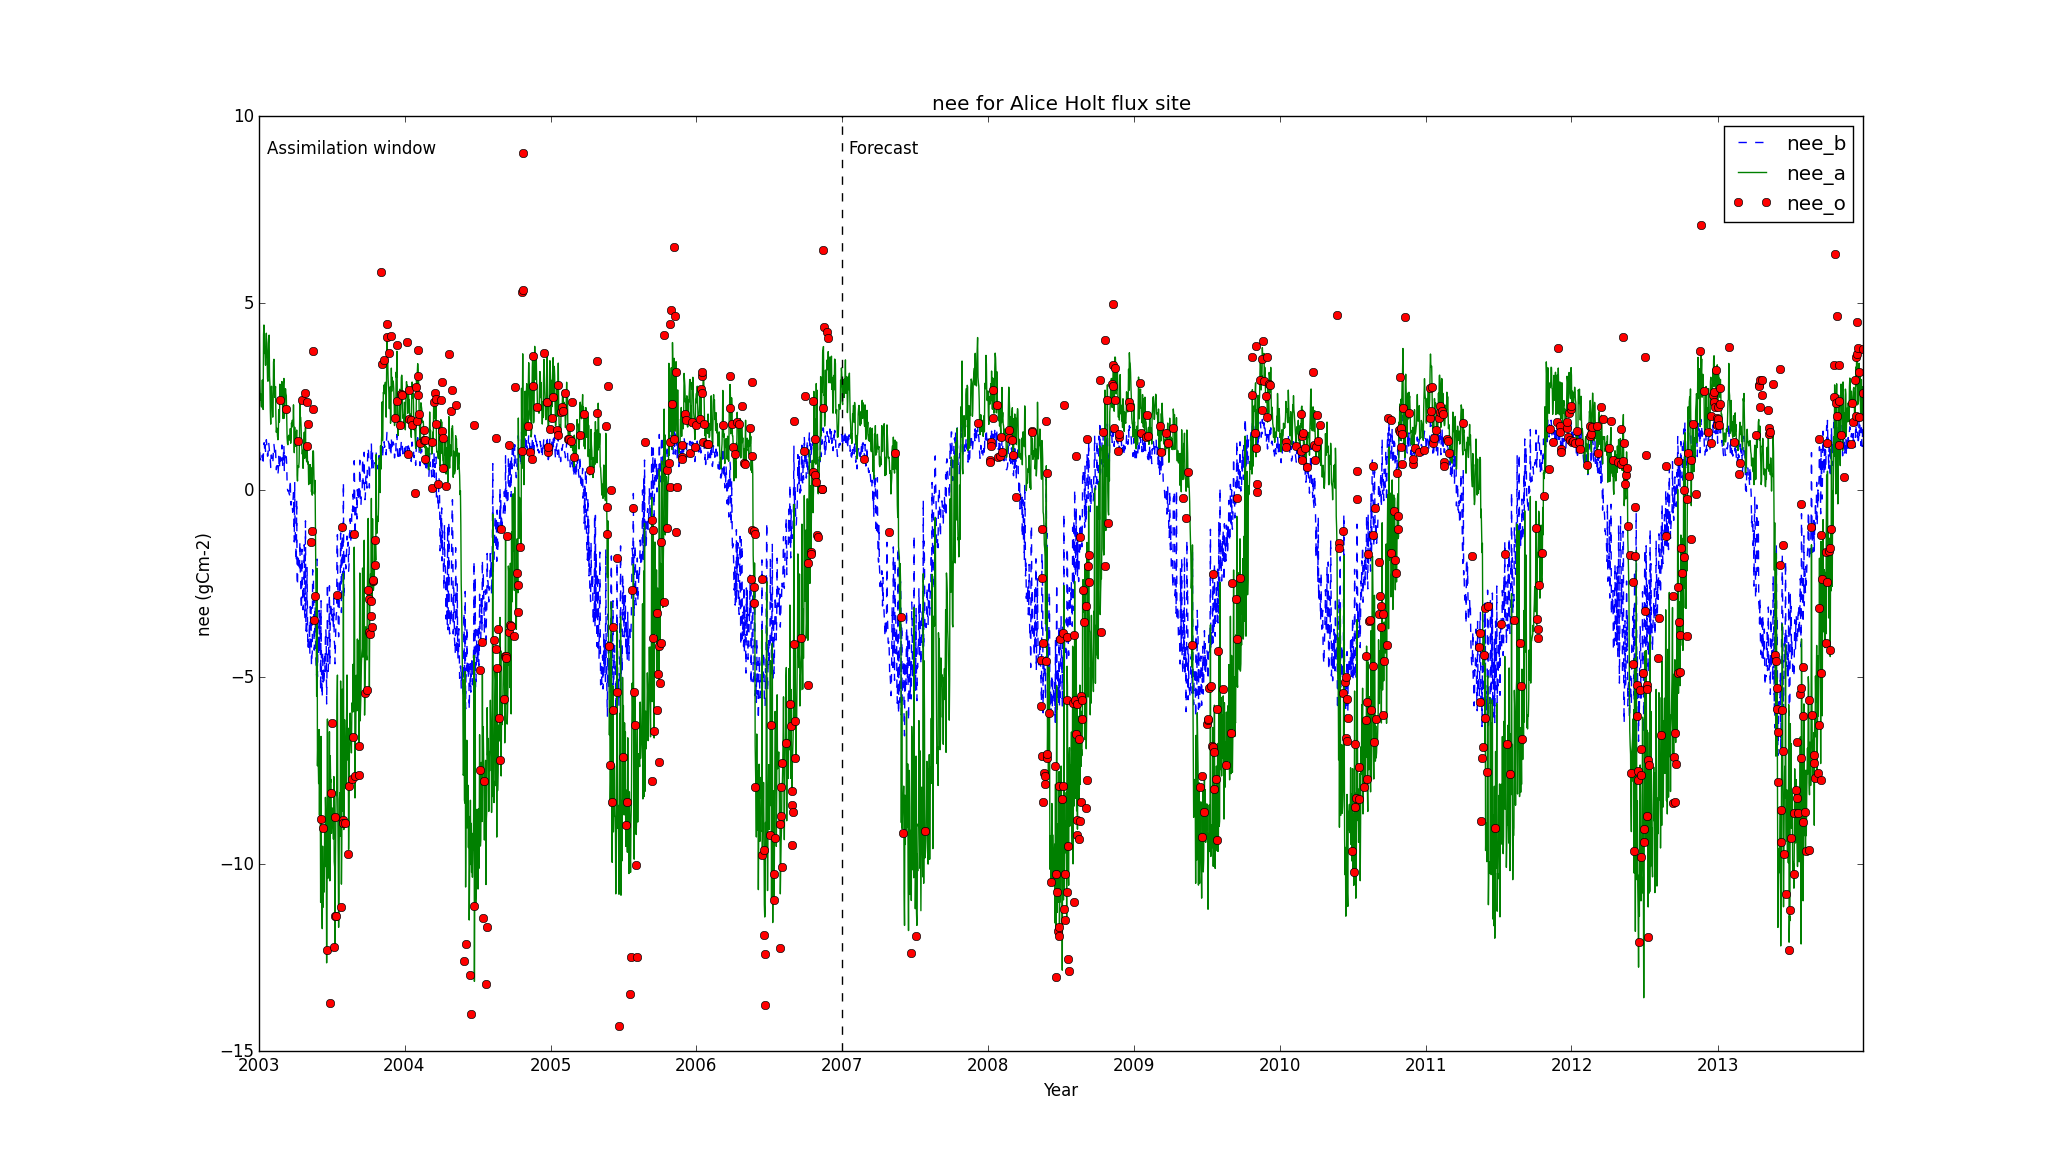 nee for Alice Holt flux site
10
5
0
−5
−10
−15
nee (gCm-2)
Assimilation window
Forecast
nee_b
nee_a
nee_o
2003 2004 2005 2006 2007 2008 2009 2010 2011 2012 2013
Year